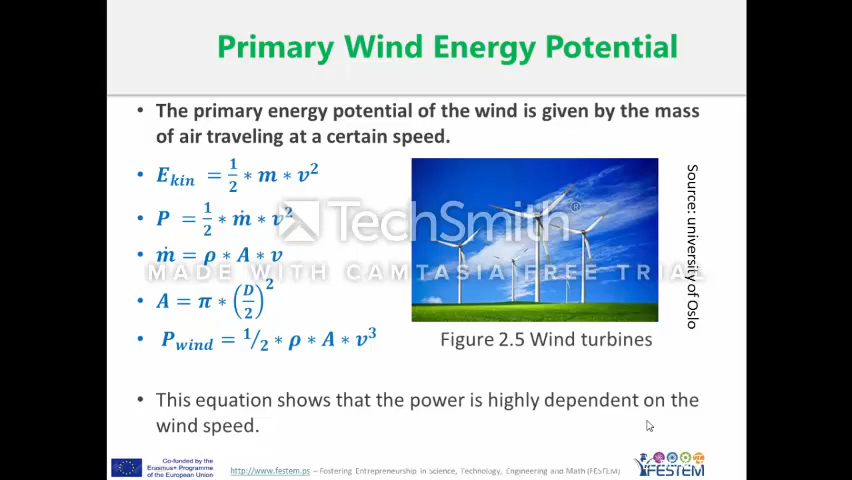 Primary Wind Energy Potential
• The primary energy potential of the wind is given by the mass
of air traveling at a certain speed.
• E_kin = 1/2 * m * v²
• P = 1/2 * ṁ * v²
• ṁ = ρ * A * v
• A = π * (D/2)²
• P_wind = 1/2 * ρ * A * v³
TechSmith®
MADE WITH CAMTASIA FREE TRIAL
Source: university of Oslo
Figure 2.5 Wind turbines
• This equation shows that the power is highly dependent on the
wind speed.
Co-funded by the
Erasmus+ Programme
of the European Union
http://www.festem.ps – Fostering Entrepreneurship in Science, Technology, Engineering and Math (FESTEM)
FESTEM